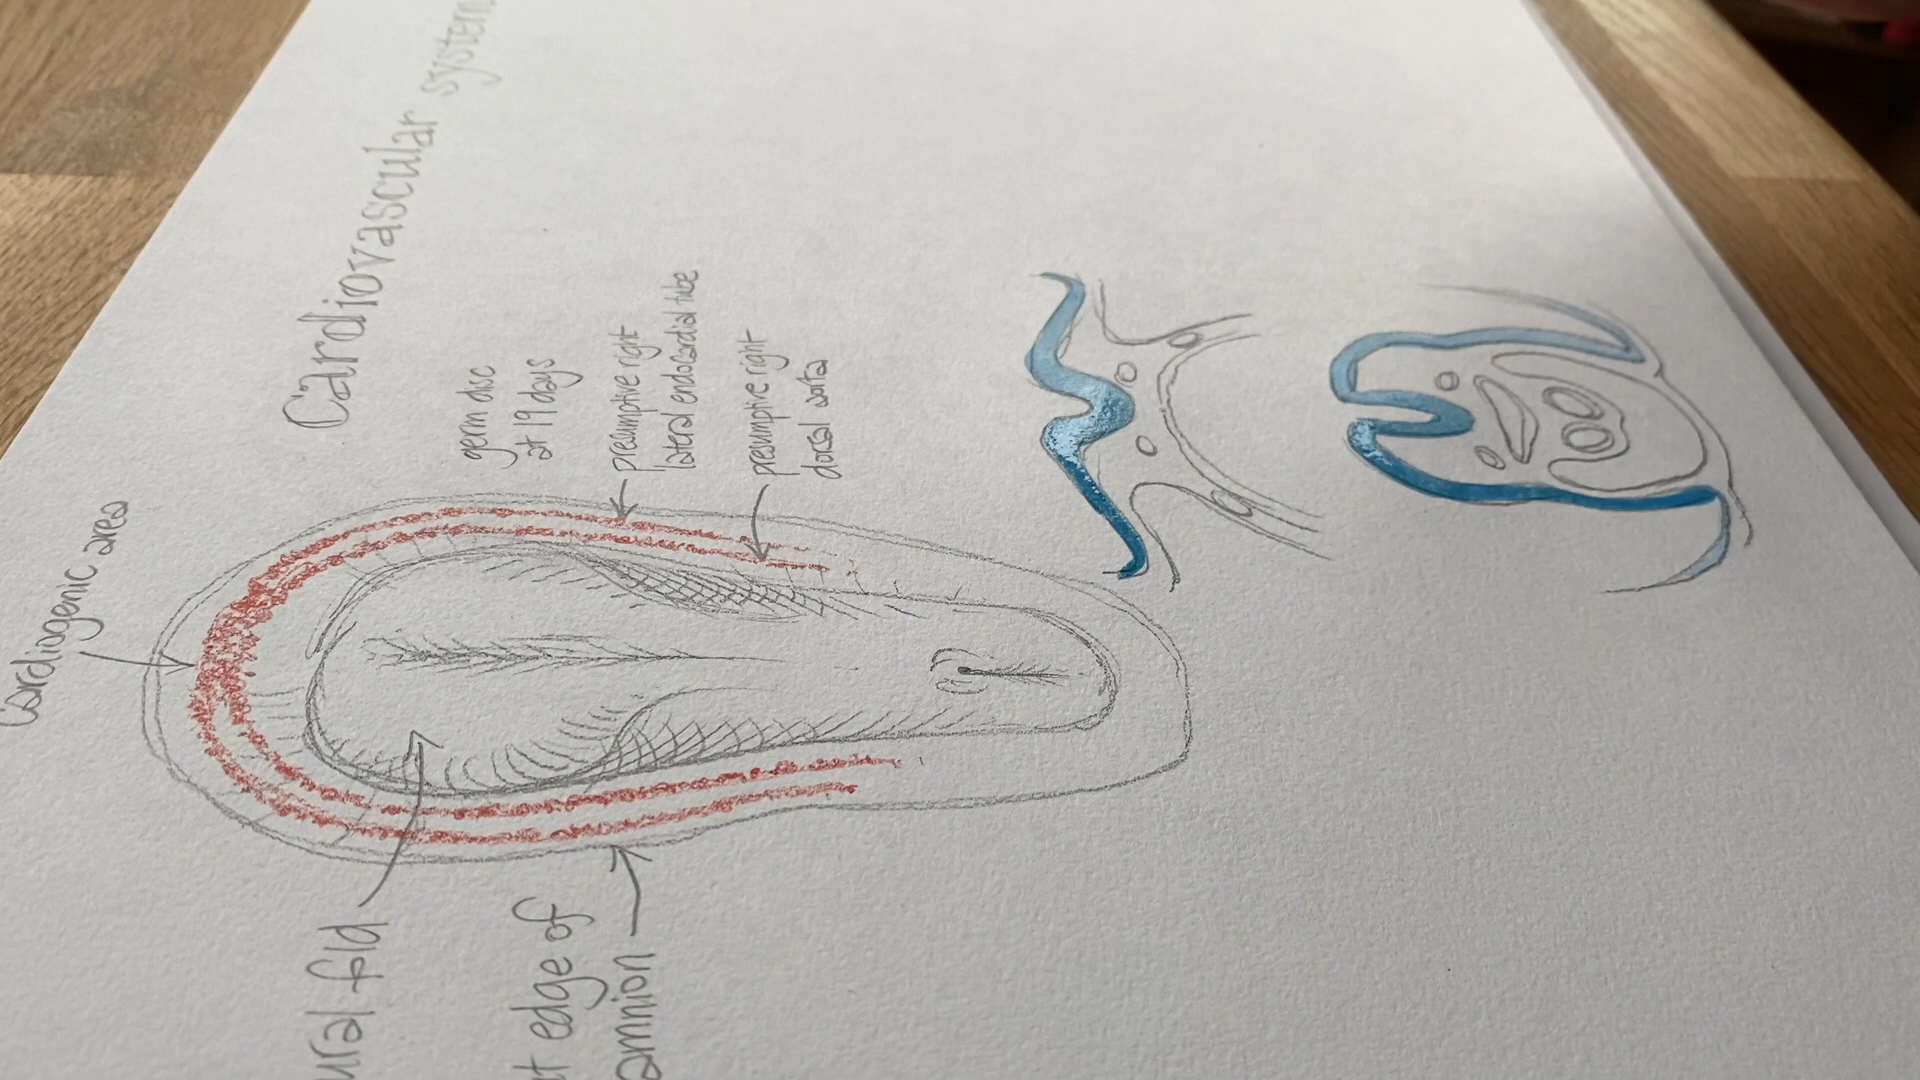 Cardiovascular system
Cardiogenic area
germ disc
at 19 days
presumptive right
lateral endocardial tube
presumptive right
dorsal aorta
ural fold
t edge of
amnion